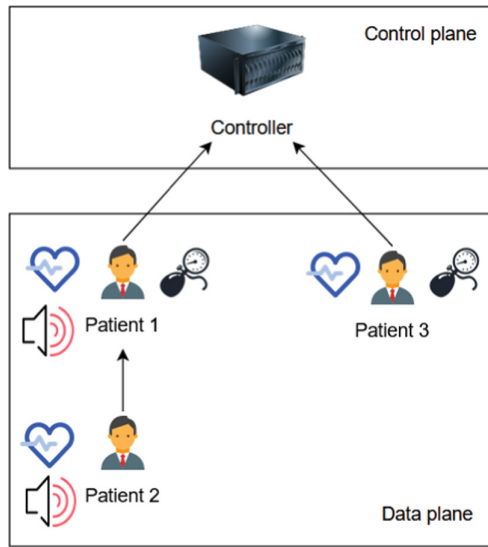 Control plane
Controller
Patient 1
Patient 3
Patient 2
Data plane